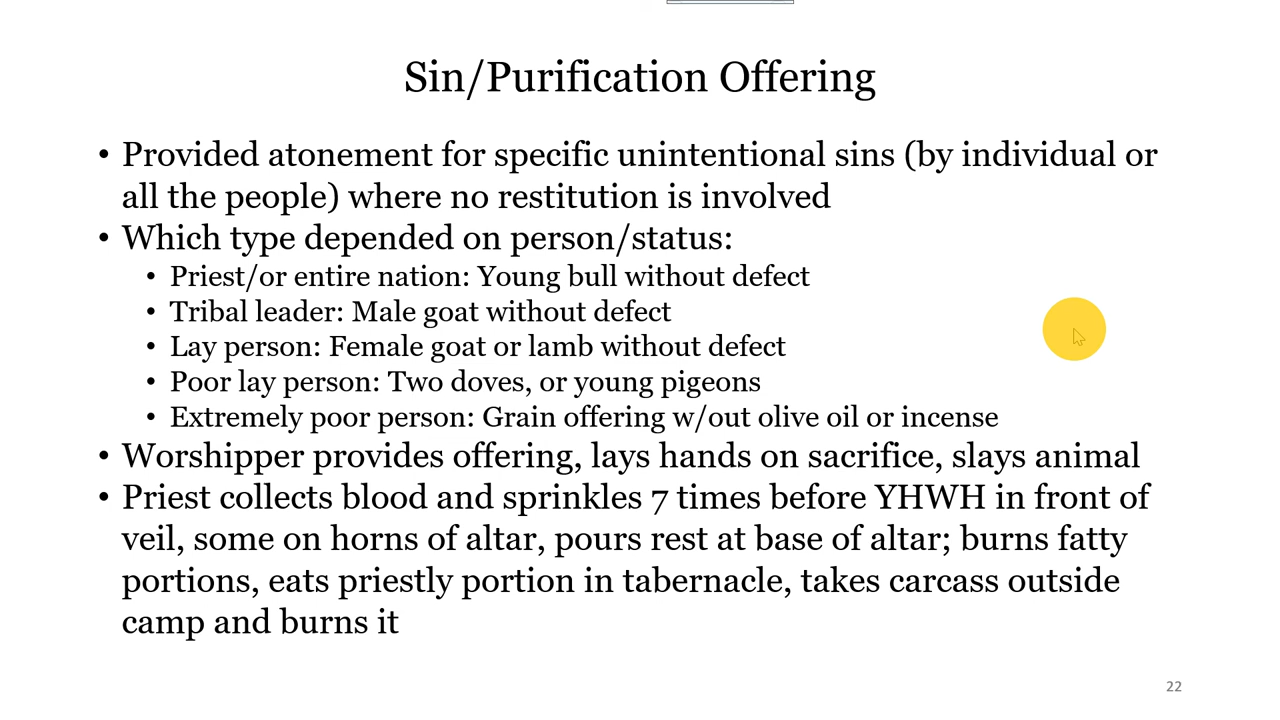 Sin/Purification Offering
• Provided atonement for specific unintentional sins (by individual or
all the people) where no restitution is involved
• Which type depended on person/status:
• Priest/or entire nation: Young bull without defect
• Tribal leader: Male goat without defect
• Lay person: Female goat or lamb without defect
• Poor lay person: Two doves, or young pigeons
• Extremely poor person: Grain offering w/out olive oil or incense
• Worshipper provides offering, lays hands on sacrifice, slays animal
• Priest collects blood and sprinkles 7 times before YHWH in front of
veil, some on horns of altar, pours rest at base of altar; burns fatty
portions, eats priestly portion in tabernacle, takes carcass outside
camp and burns it
22